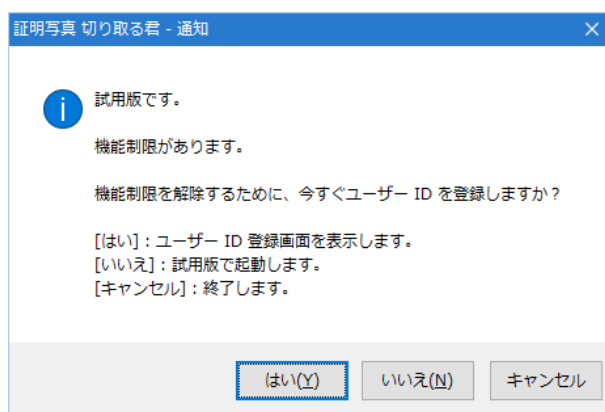 証明写真 切り取る君 - 通知
試用版です。
機能制限があります。
機能制限を解除するために、今すぐユーザー ID を登録しますか？
[はい]：ユーザー ID 登録画面を表示します。
[いいえ]：試用版で起動します。
[キャンセル]：終了します。
はい(Y)
いいえ(N)
キャンセル